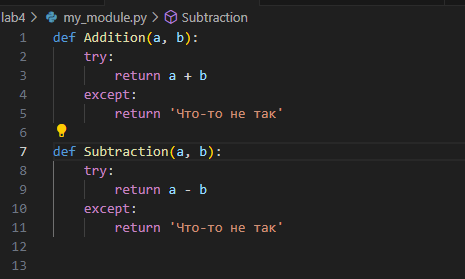 lab4 > my_module.py > Subtraction
1 def Addition(a, b):
2 try:
3 return a + b
4 except:
5 return 'Что-то не так'
6
7 def Subtraction(a, b):
8 try:
9 return a - b
10 except:
11 return 'Что-то не так'
12
13